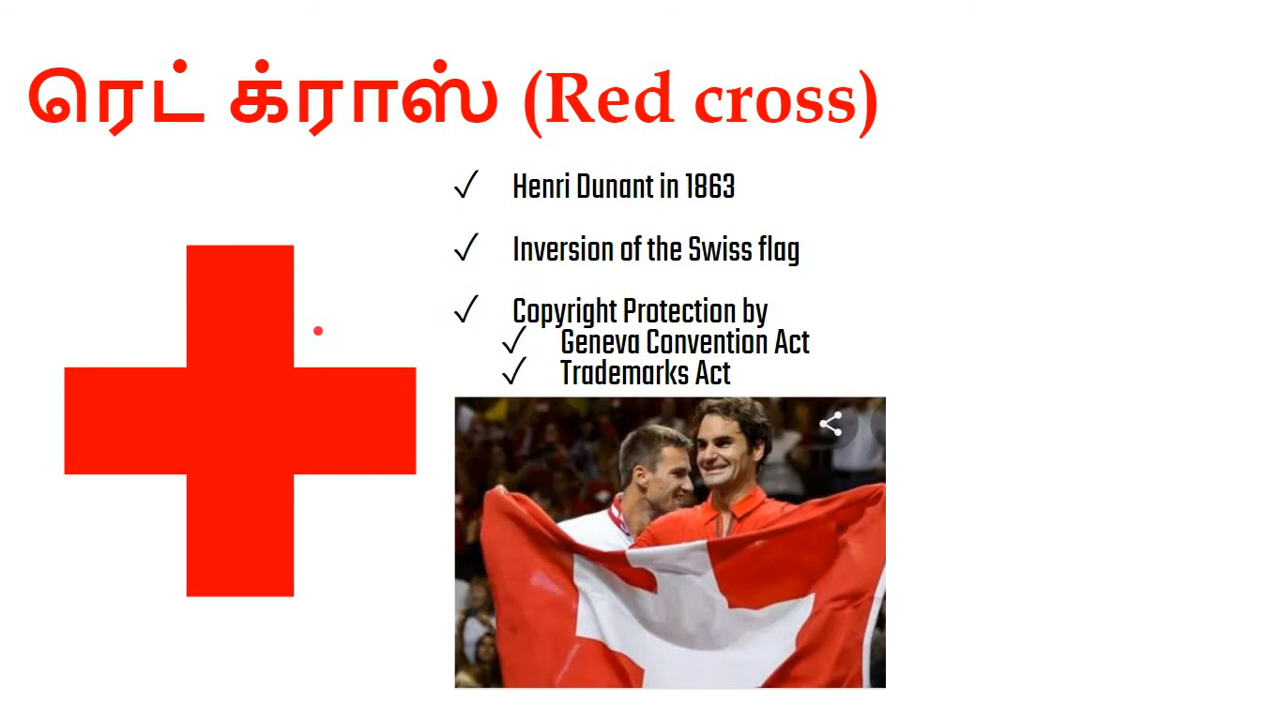 ரெட் க்ராஸ் (Red cross)
✓ Henri Dunant in 1863
✓ Inversion of the Swiss flag
✓ Copyright Protection by
✓ Geneva Convention Act
✓ Trademarks Act